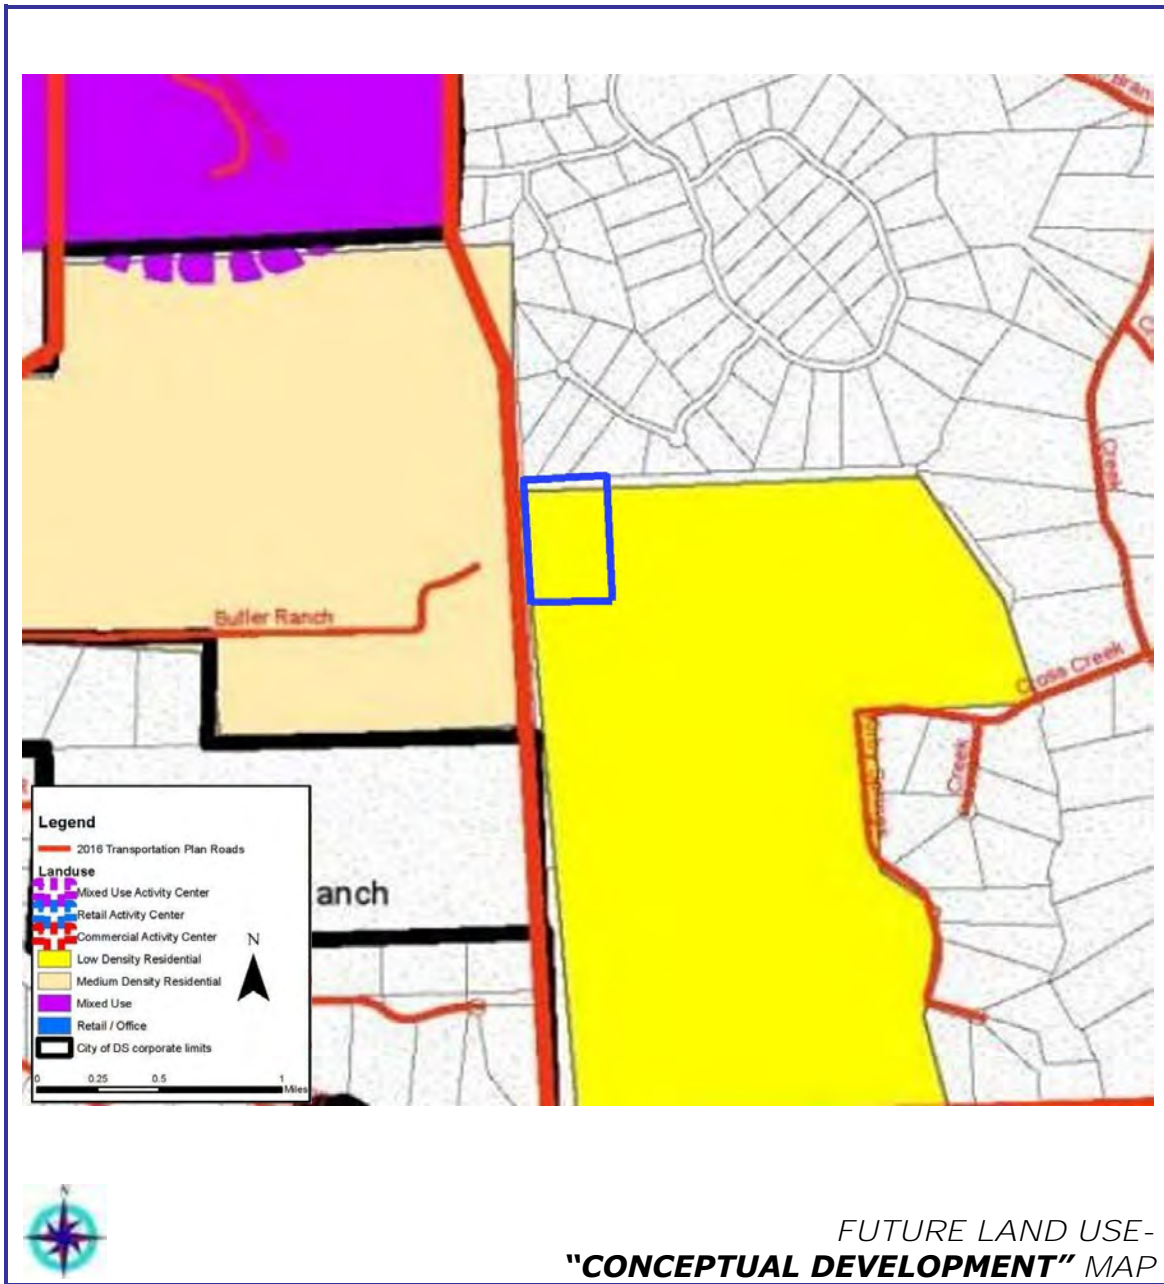 Bran
Creek
Butler Ranch
Cross Creek
Creek
anch
Legend
2016 Transportation Plan Roads
Landuse
Mixed Use Activity Center
Retail Activity Center
Commercial Activity Center
N
Low Density Residential
Medium Density Residential
Mixed Use
Retail / Office
City of DS corporate limits
0 0.25 0.5 1
Miles
N
FUTURE LAND USE-
“CONCEPTUAL DEVELOPMENT” MAP